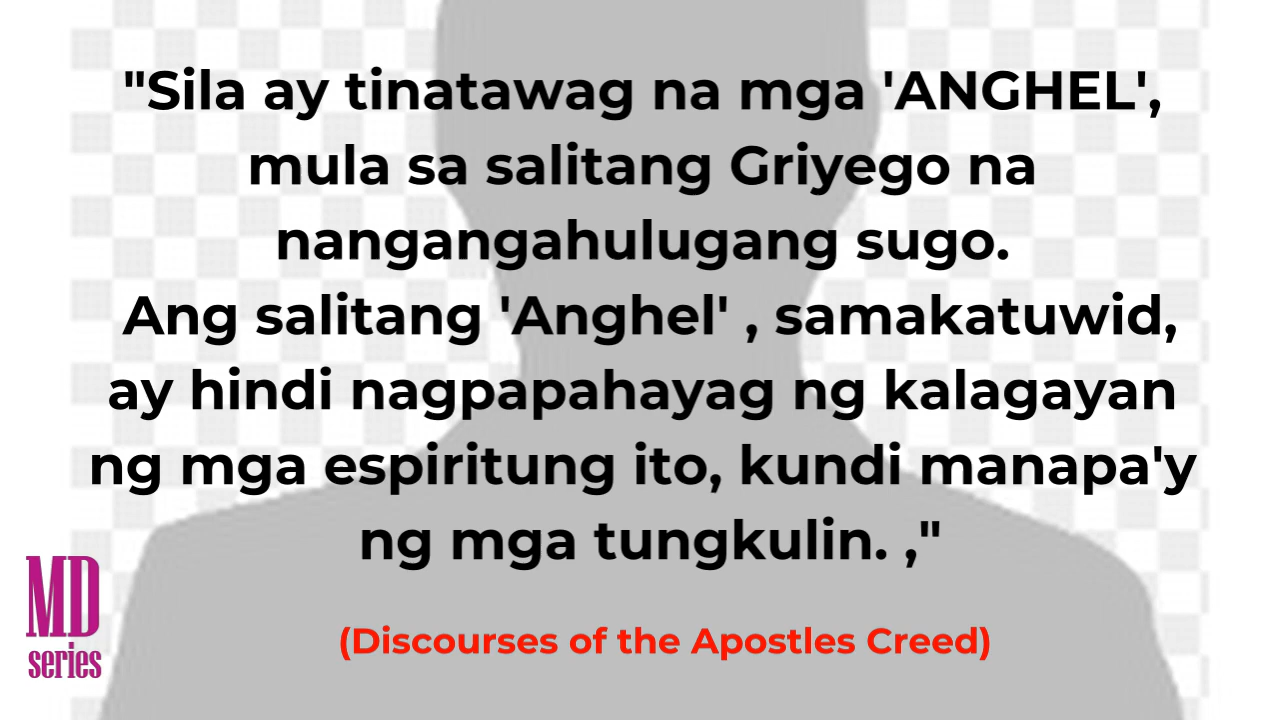 "Sila ay tinatawag na mga 'ANGHEL',
mula sa salitang Griyego na
nangangahulugang sugo.
Ang salitang 'Anghel' , samakatuwid,
ay hindi nagpapahayag ng kalagayan
ng mga espiritung ito, kundi manapa'y
ng mga tungkulin. ,"
(Discourses of the Apostles Creed)
MD
series